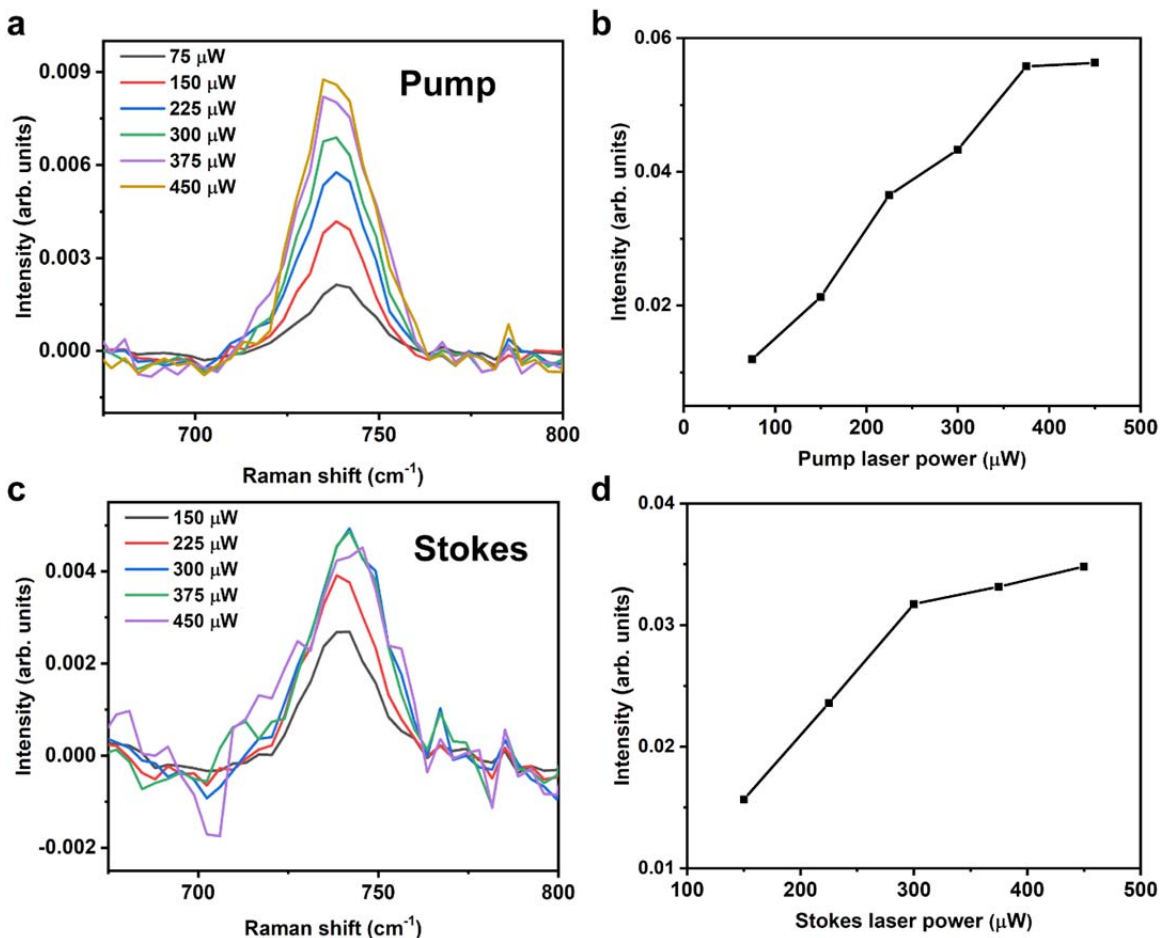 a
75 μW
150 μW
225 μW
300 μW
375 μW
450 μW
Pump
0.009
0.006
0.003
0.000
Intensity (arb. units)
700
750
800
Raman shift (cm⁻¹)
b
0.06
0.04
0.02
Intensity (arb. units)
0
100
200
300
400
500
Pump laser power (μW)
c
150 μW
225 μW
300 μW
375 μW
450 μW
Stokes
0.004
0.002
0.000
-0.002
Intensity (arb. units)
700
750
800
Raman shift (cm⁻¹)
d
0.04
0.03
0.02
0.01
Intensity (arb. units)
100
200
300
400
500
Stokes laser power (μW)